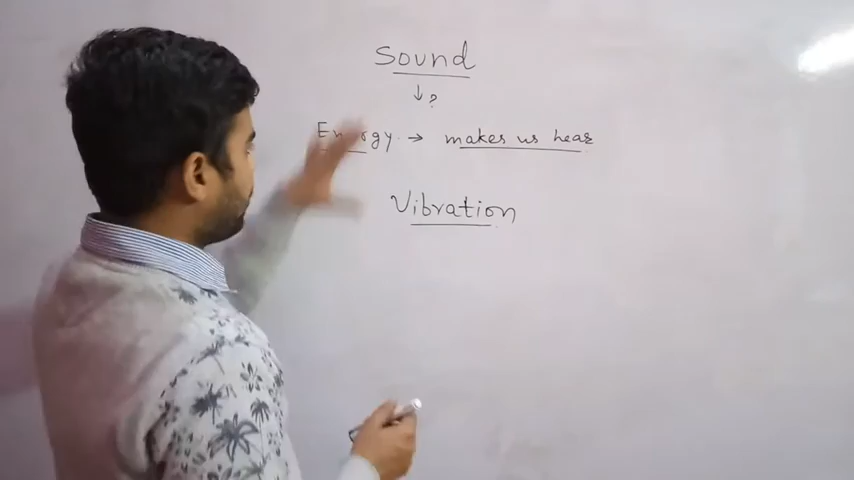 Sound
↓ ?
Energy → makes us hear
Vibration